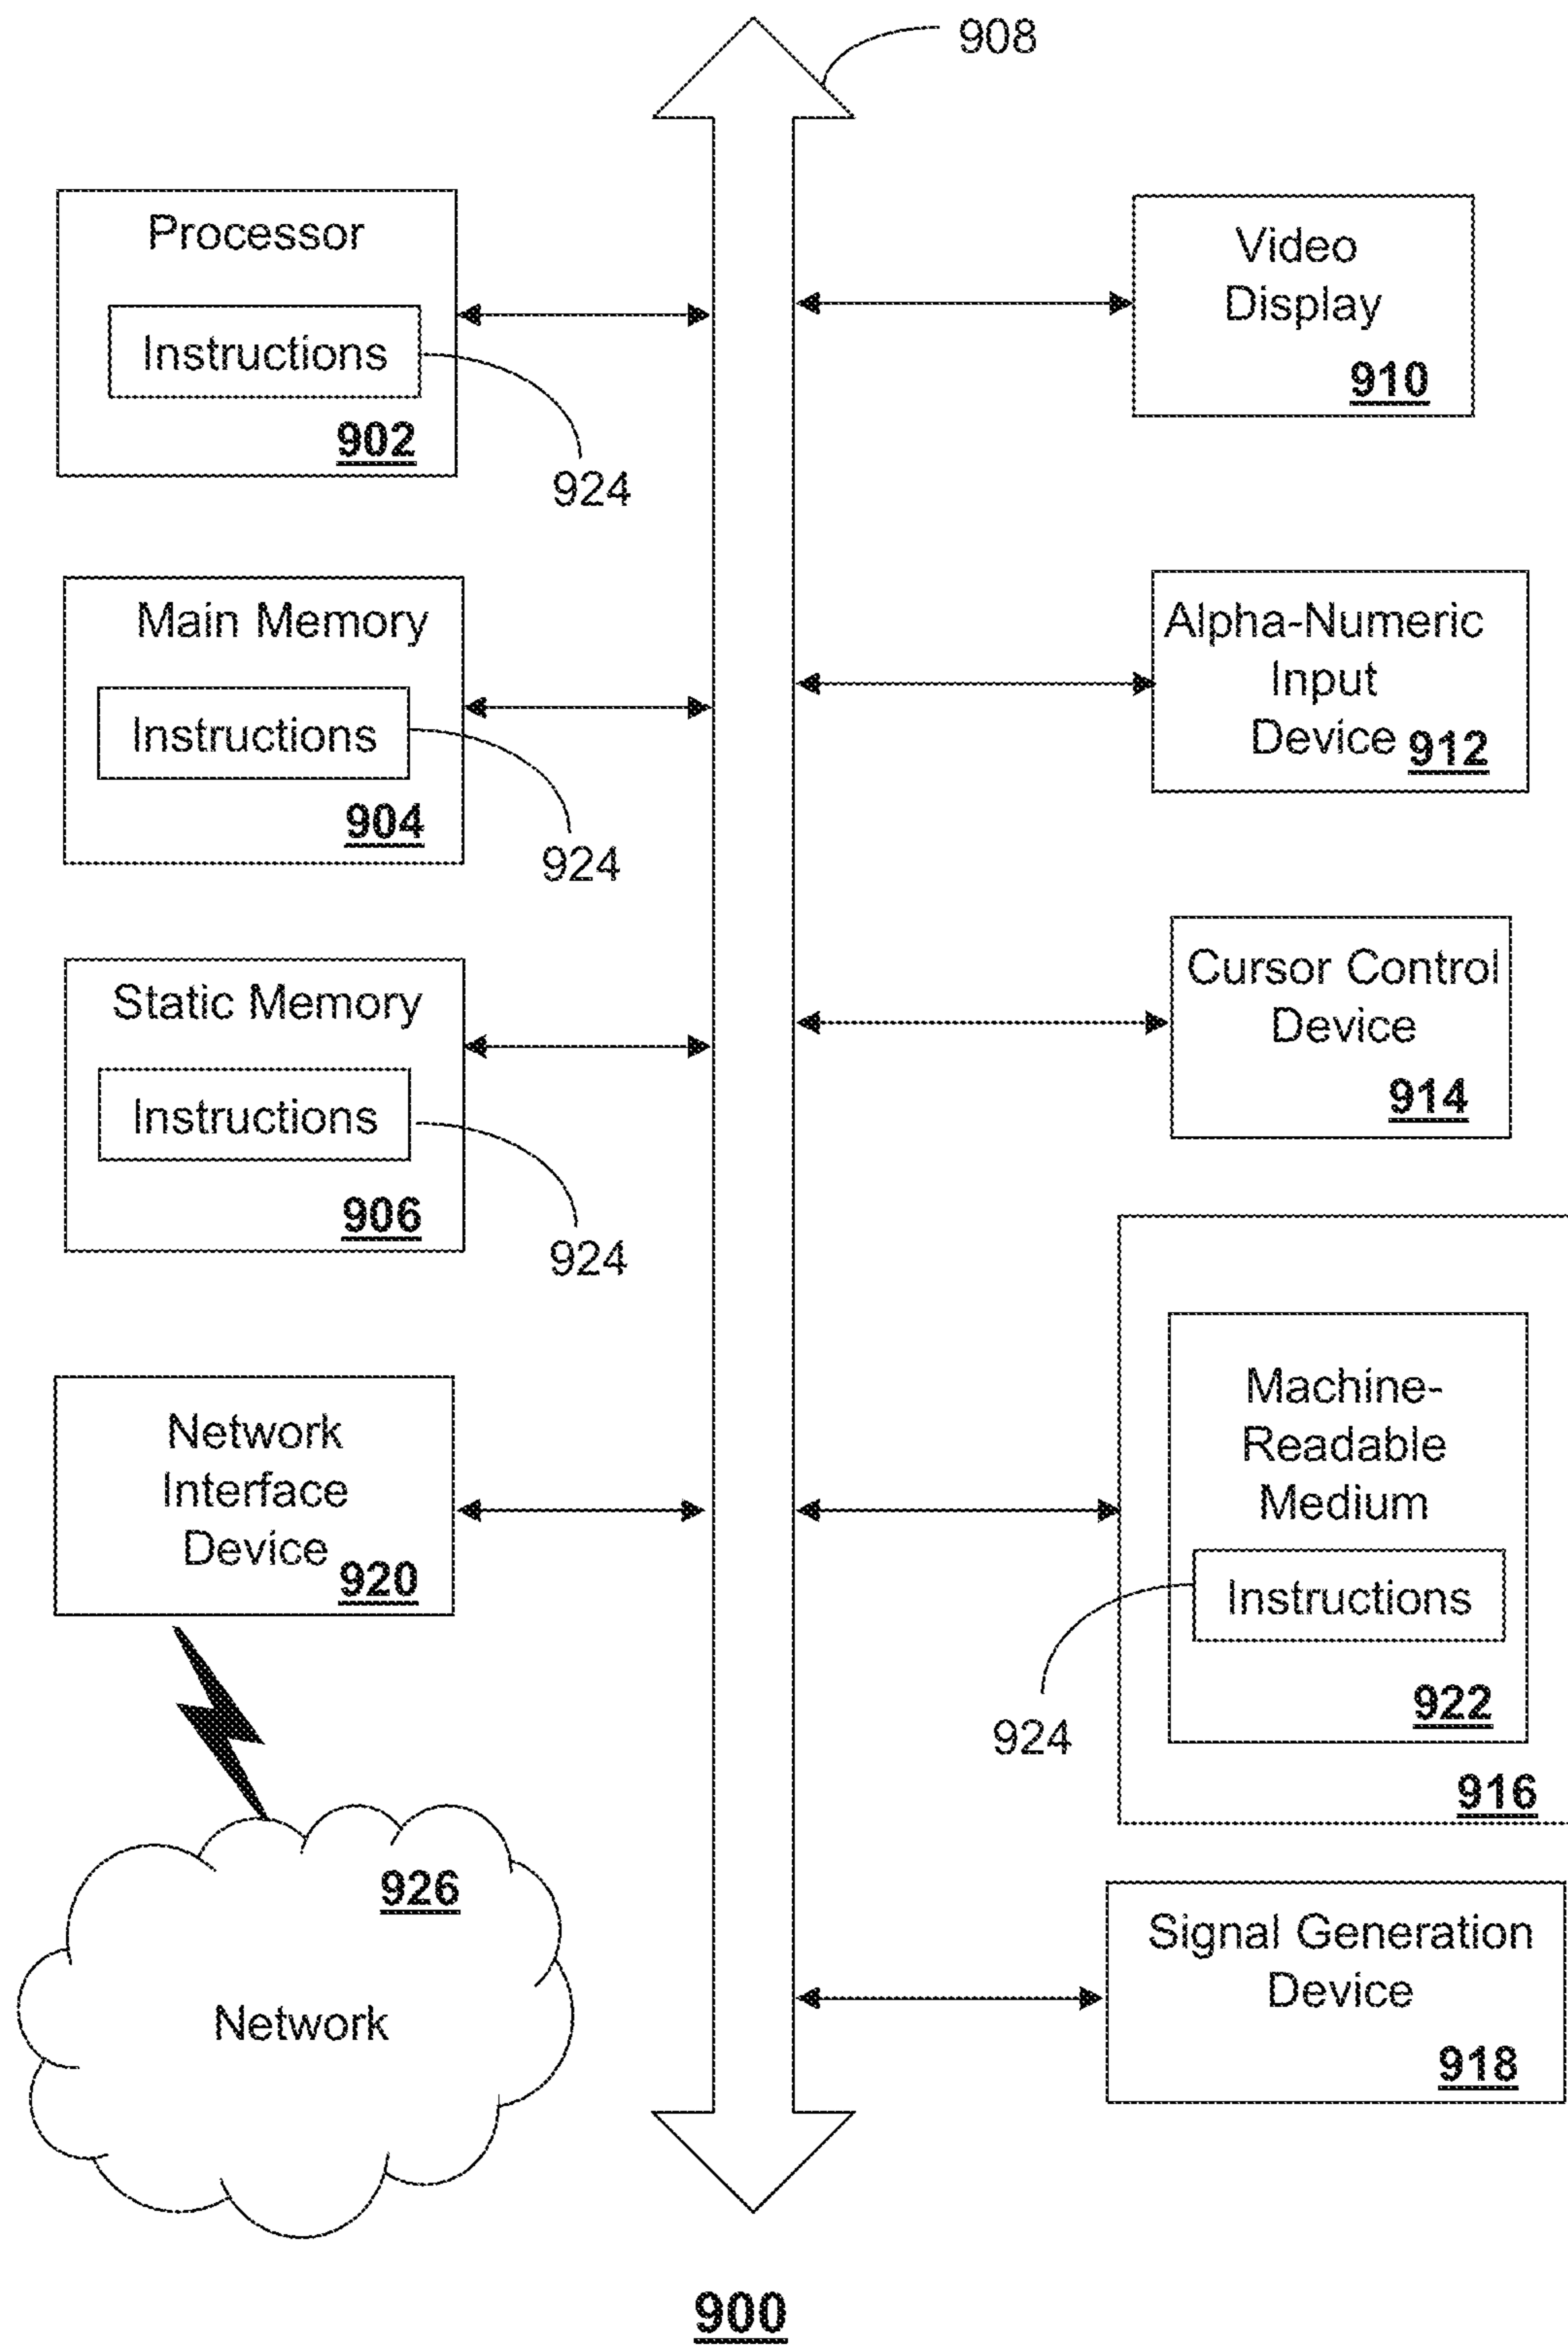 908
Processor
Instructions
902
924
Main Memory
Instructions
904
924
Static Memory
Instructions
906
924
Network
Interface
Device
920
926
Network
Video
Display
910
Alpha-Numeric
Input
Device 912
Cursor Control
Device
914
Machine-
Readable
Medium
Instructions
922
924
916
Signal Generation
Device
918
900